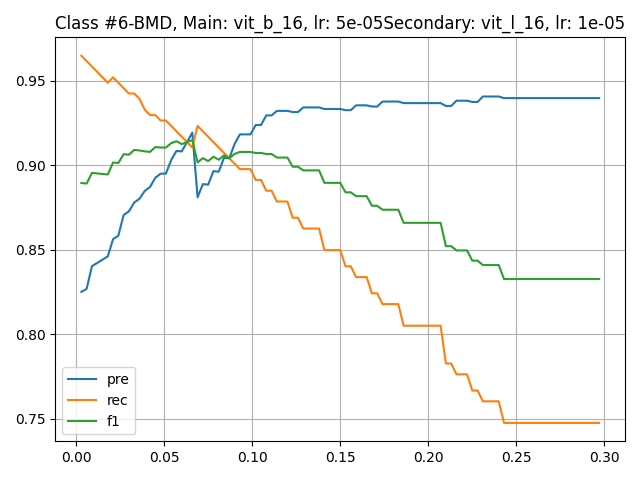 Class #6-BMD, Main: vit_b_16, lr: 5e-05Secondary: vit_l_16, lr: 1e-05
0.95
0.90
0.85
0.80
0.75
pre
rec
f1
0.00 0.05 0.10 0.15 0.20 0.25 0.30